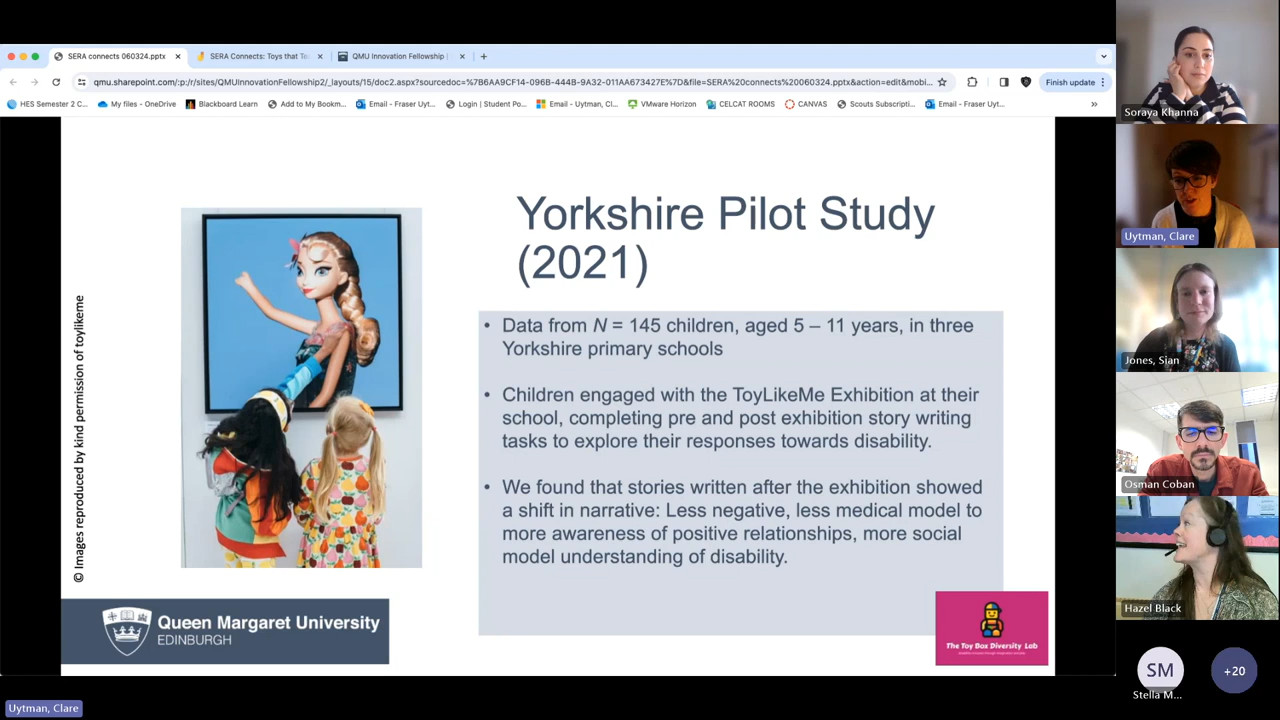 SERA connects 060324.pptx
SERA Connects: Toys that Te
QMU Innovation Fellowship |
qmu.sharepoint.com/:p:/r/sites/QMUInnovationFellowship2/_layouts/15/doc2.aspx?sourcedoc=%7B6AA9CF14-096B-444B-9A32-011AA673427E%7D&file=SERA%20connects%20060324.pptx&action=edit&mobi...
Finish update
HES Semester 2 C...
My files - OneDrive
Blackboard Learn
Add to My Bookm...
Email - Fraser Uyt...
Login | Student Po...
Email - Uytman, Cl...
VMware Horizon
CELCAT ROOMS
CANVAS
Scouts Subscripti...
Email - Fraser Uyt...
»
Yorkshire Pilot Study
(2021)
• Data from N = 145 children, aged 5 – 11 years, in three
Yorkshire primary schools
• Children engaged with the ToyLikeMe Exhibition at their
school, completing pre and post exhibition story writing
tasks to explore their responses towards disability.
• We found that stories written after the exhibition showed
a shift in narrative: Less negative, less medical model to
more awareness of positive relationships, more social
model understanding of disability.
© Images reproduced by kind permission of toylikeme
Queen Margaret University
EDINBURGH
The Toy Box Diversity Lab
Soraya Khanna
Uytman, Clare
Jones, Sian
Osman Coban
Hazel Black
SM
Stella M...
+20
Uytman, Clare